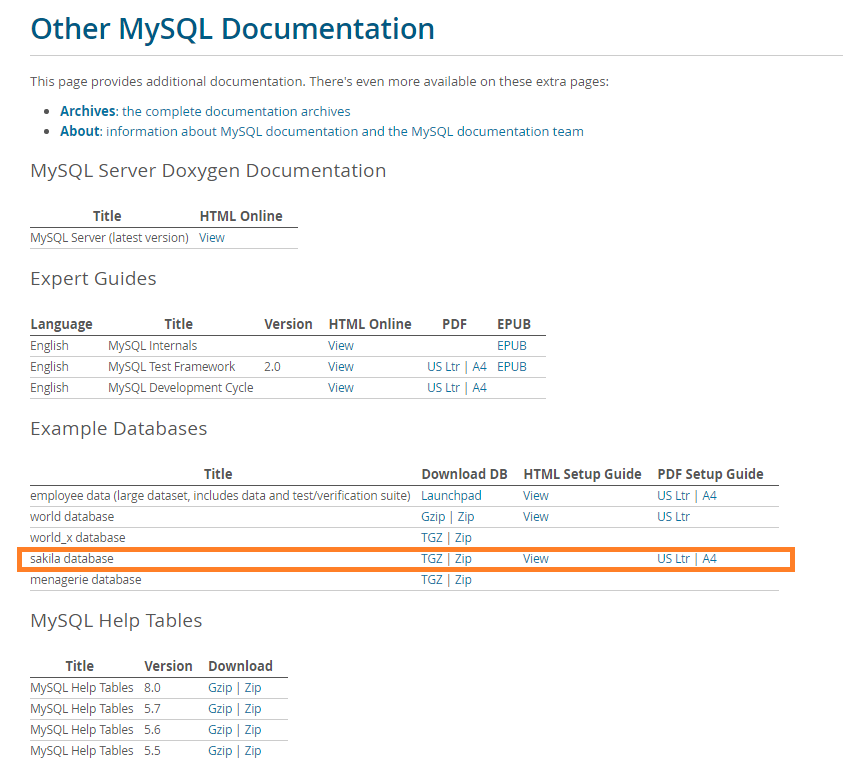 Other MySQL Documentation
This page provides additional documentation. There's even more available on these extra pages:
Archives: the complete documentation archives
About: information about MySQL documentation and the MySQL documentation team
MySQL Server Doxygen Documentation
Title HTML Online
MySQL Server (latest version) View
Expert Guides
Language Title Version HTML Online PDF EPUB
English MySQL Internals View EPUB
English MySQL Test Framework 2.0 View US Ltr | A4 EPUB
English MySQL Development Cycle View US Ltr | A4
Example Databases
Title Download DB HTML Setup Guide PDF Setup Guide
employee data (large dataset, includes data and test/verification suite) Launchpad View US Ltr | A4
world database Gzip | Zip View US Ltr
world_x database TGZ | Zip
sakila database TGZ | Zip View US Ltr | A4
menagerie database TGZ | Zip
MySQL Help Tables
Title Version Download
MySQL Help Tables 8.0 Gzip | Zip
MySQL Help Tables 5.7 Gzip | Zip
MySQL Help Tables 5.6 Gzip | Zip
MySQL Help Tables 5.5 Gzip | Zip